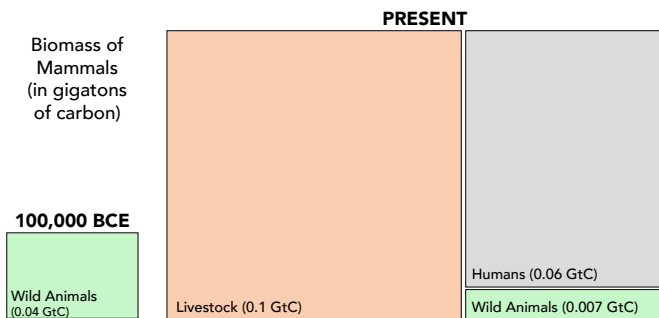 PRESENT
Biomass of
Mammals
(in gigatons
of carbon)
100,000 BCE
Wild Animals
(0.04 GtC)
Livestock (0.1 GtC)
Humans (0.06 GtC)
Wild Animals (0.007 GtC)